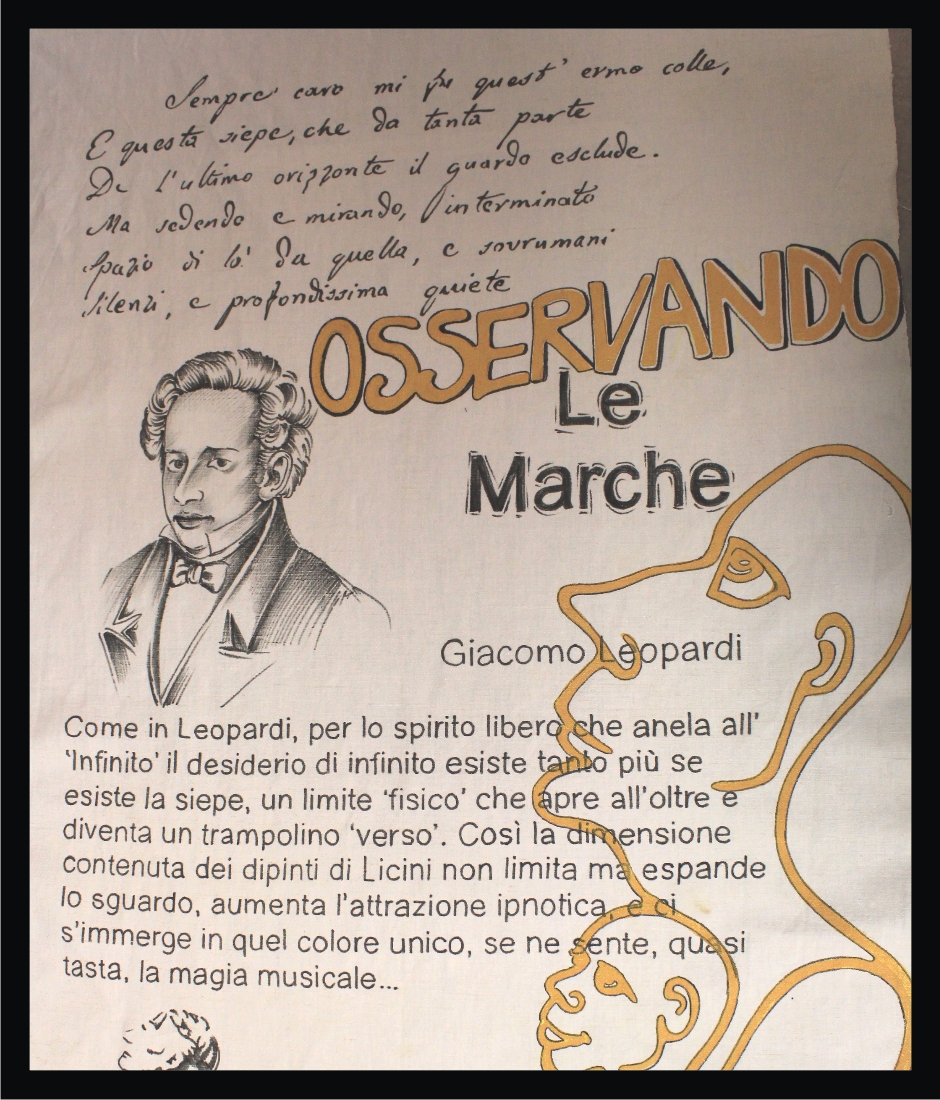 Sempre caro mi fu quest' ermo colle,
E questa siepe, che da tanta parte
De l'ultimo orizzonte il guardo esclude.
Ma sedendo e mirando, interminato
Spazio di là da quella, e sovrumani
Silenzi, e profondissima quiete
OSSERVANDO
Le
Marche
Giacomo Leopardi
Come in Leopardi, per lo spirito libero che anela all'
'Infinito' il desiderio di infinito esiste tanto più se
esiste la siepe, un limite 'fisico' che apre all'oltre e
diventa un trampolino 'verso'. Così la dimensione
contenuta dei dipinti di Licini non limita ma espande
lo sguardo, aumenta l'attrazione ipnotica, e ci
s'immerge in quel colore unico, se ne sente, quasi
tasta, la magia musicale...